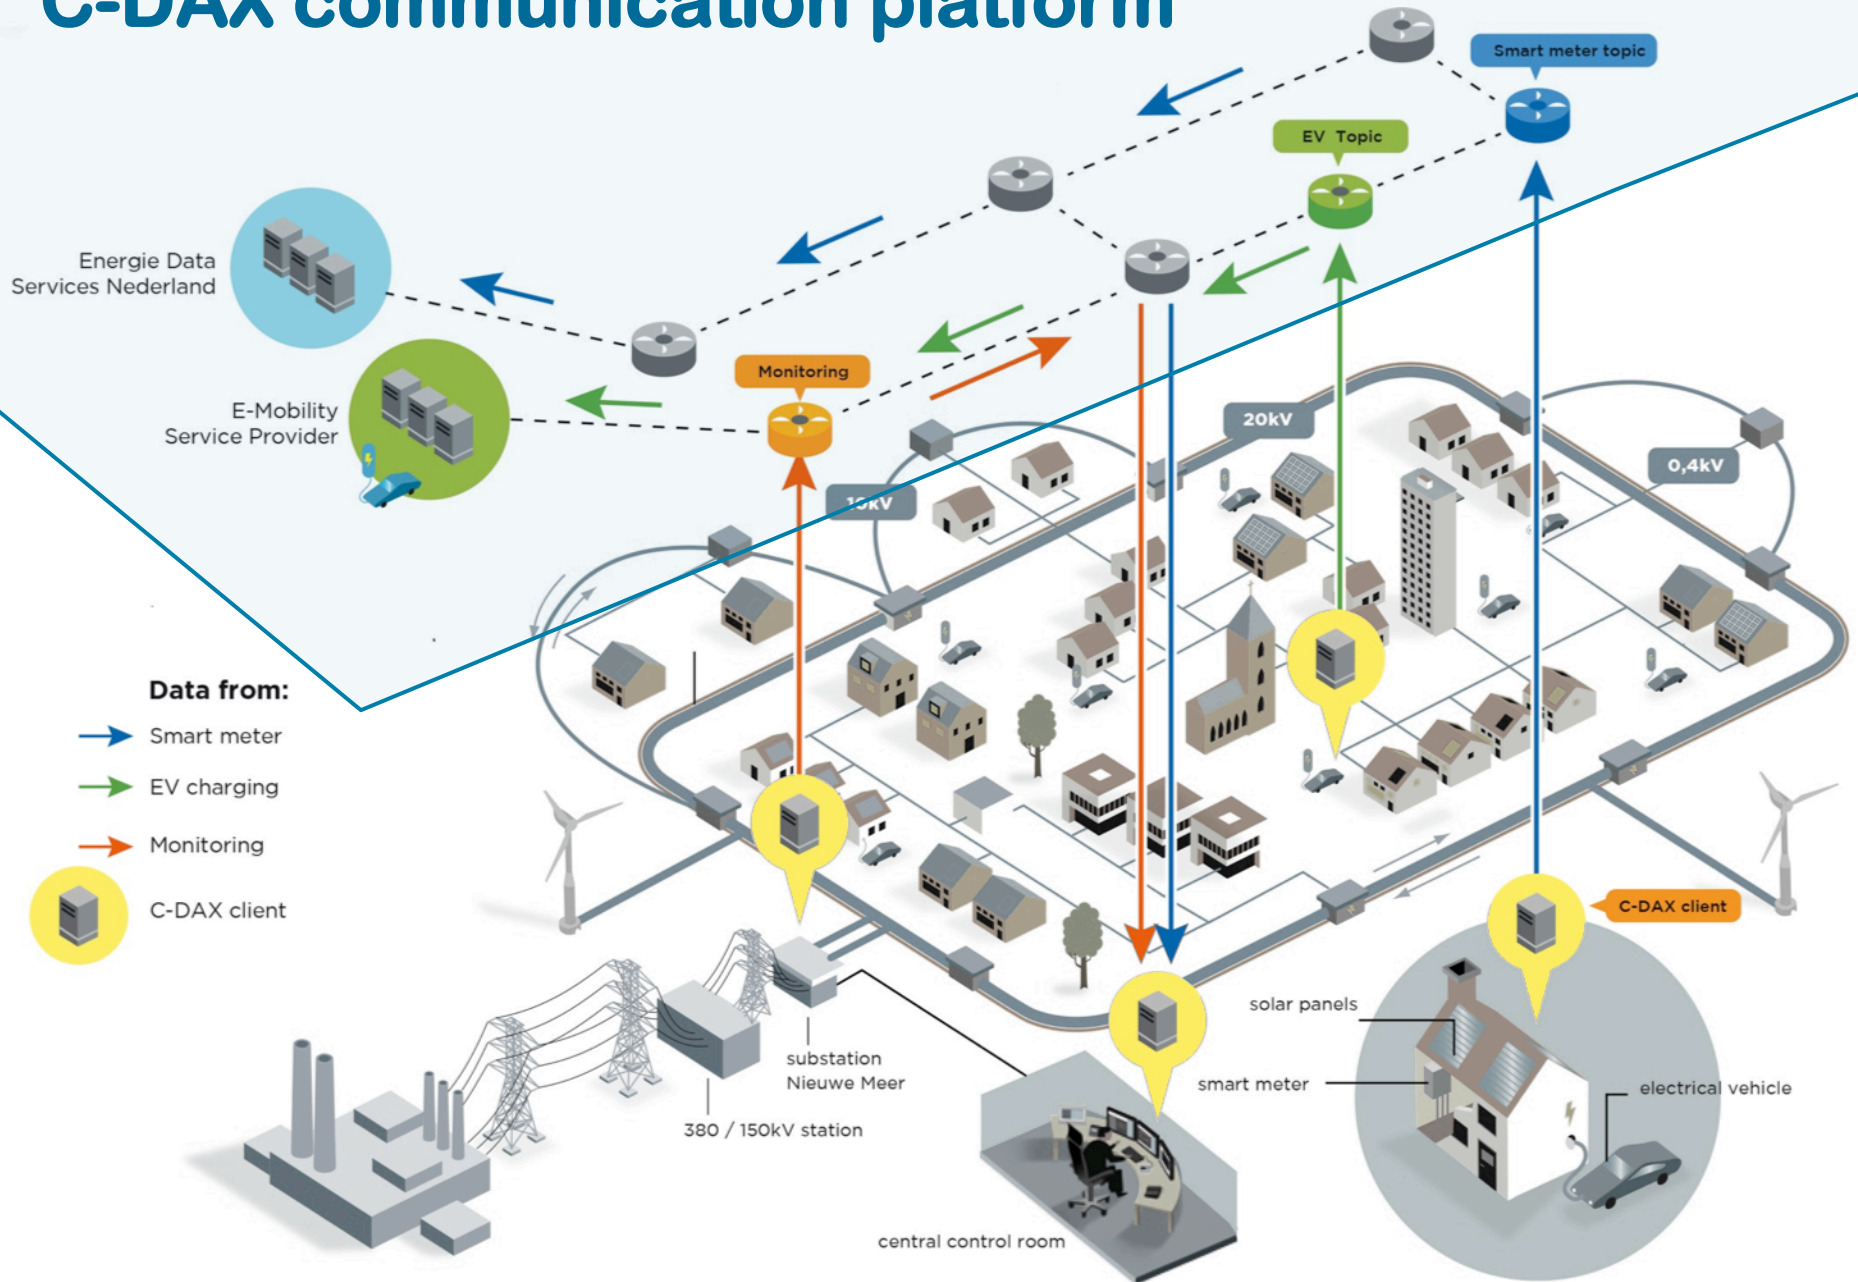 C-DAX communication platform
Smart meter topic
EV Topic
Energie Data
Services Nederland
Monitoring
E-Mobility
Service Provider
20kV
0,4kV
10kV
Data from:
Smart meter
EV charging
Monitoring
C-DAX client
C-DAX client
solar panels
substation
Nieuwe Meer
smart meter
electrical vehicle
380 / 150kV station
central control room